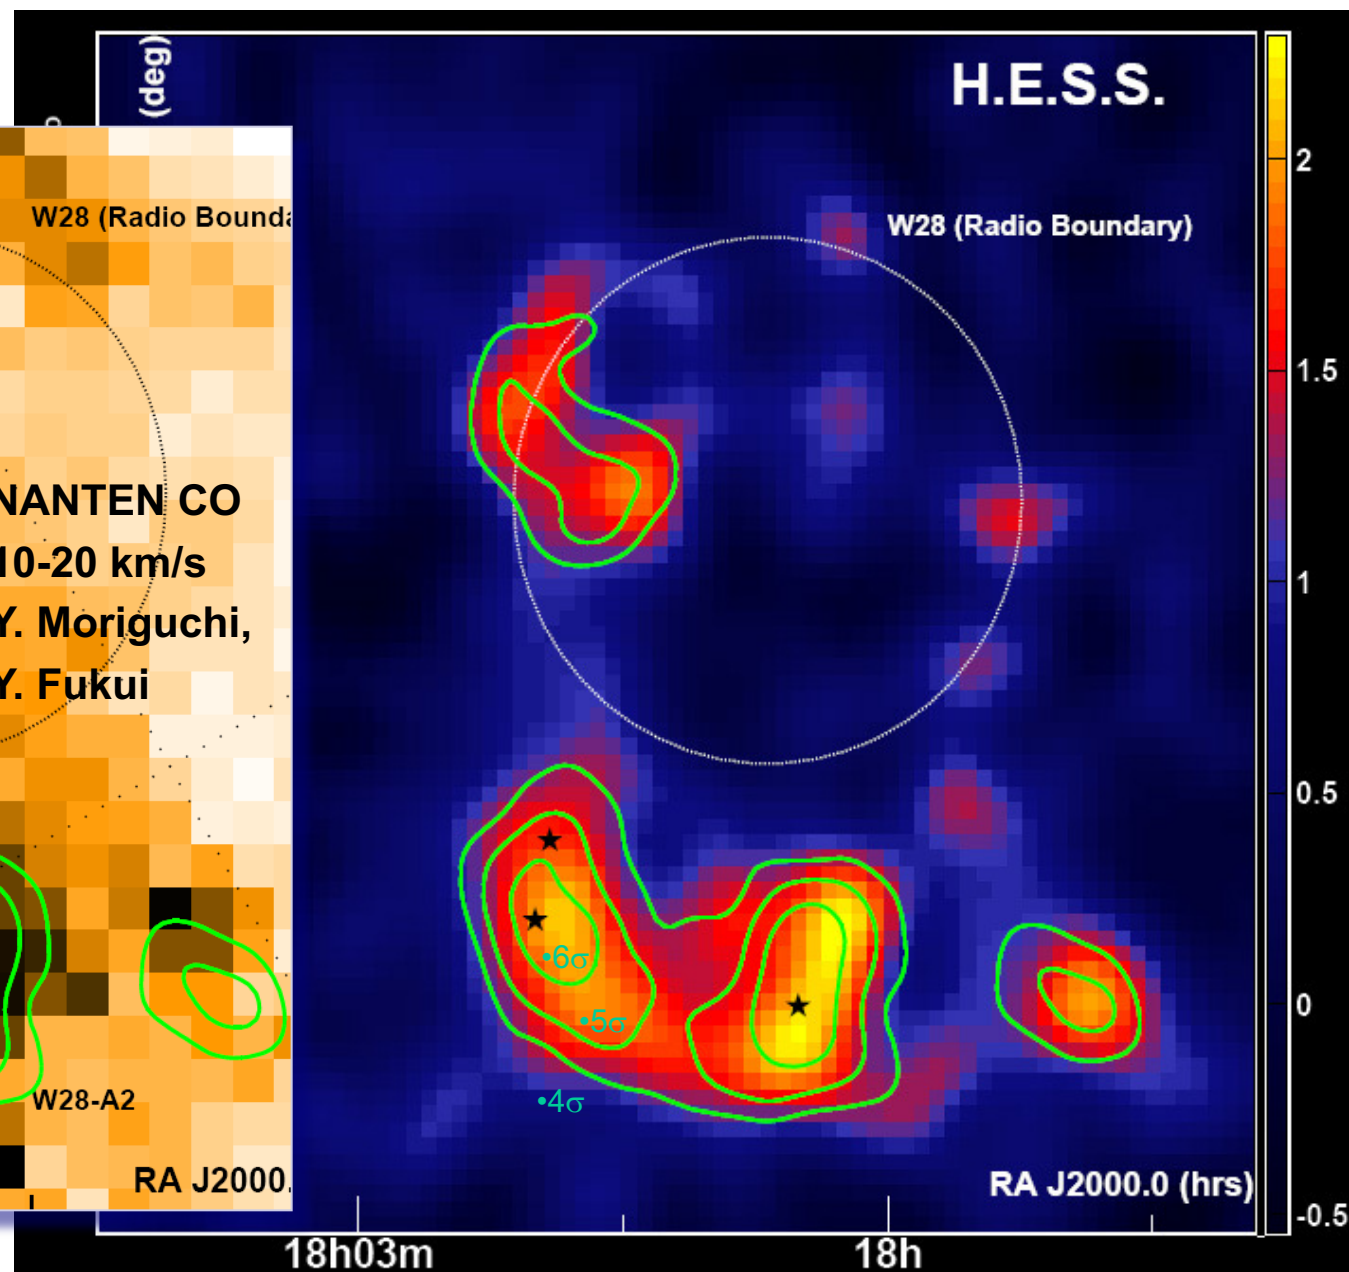 (deg)
H.E.S.S.
W28 (Radio Boundary)
W28 (Radio Bounda
NANTEN CO
10-20 km/s
Y. Moriguchi,
Y. Fukui
•6σ
•5σ
•4σ
W28-A2
RA J2000.
RA J2000.0 (hrs)
18h03m
18h
2
1.5
1
0.5
0
-0.5